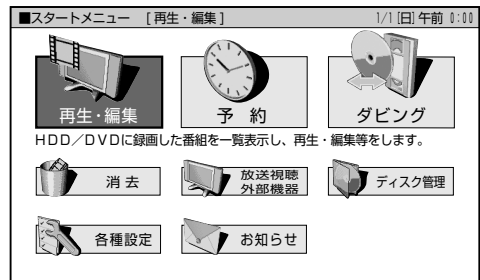 ■スタートメニュー [再生・編集] 1/1[日]午前 0:00
再生・編集 予 約 ダビング
HDD/DVDに録画した番組を一覧表示し、再生・編集等をします。
消 去 放送視聴 外部機器 ディスク管理
各種設定 お知らせ